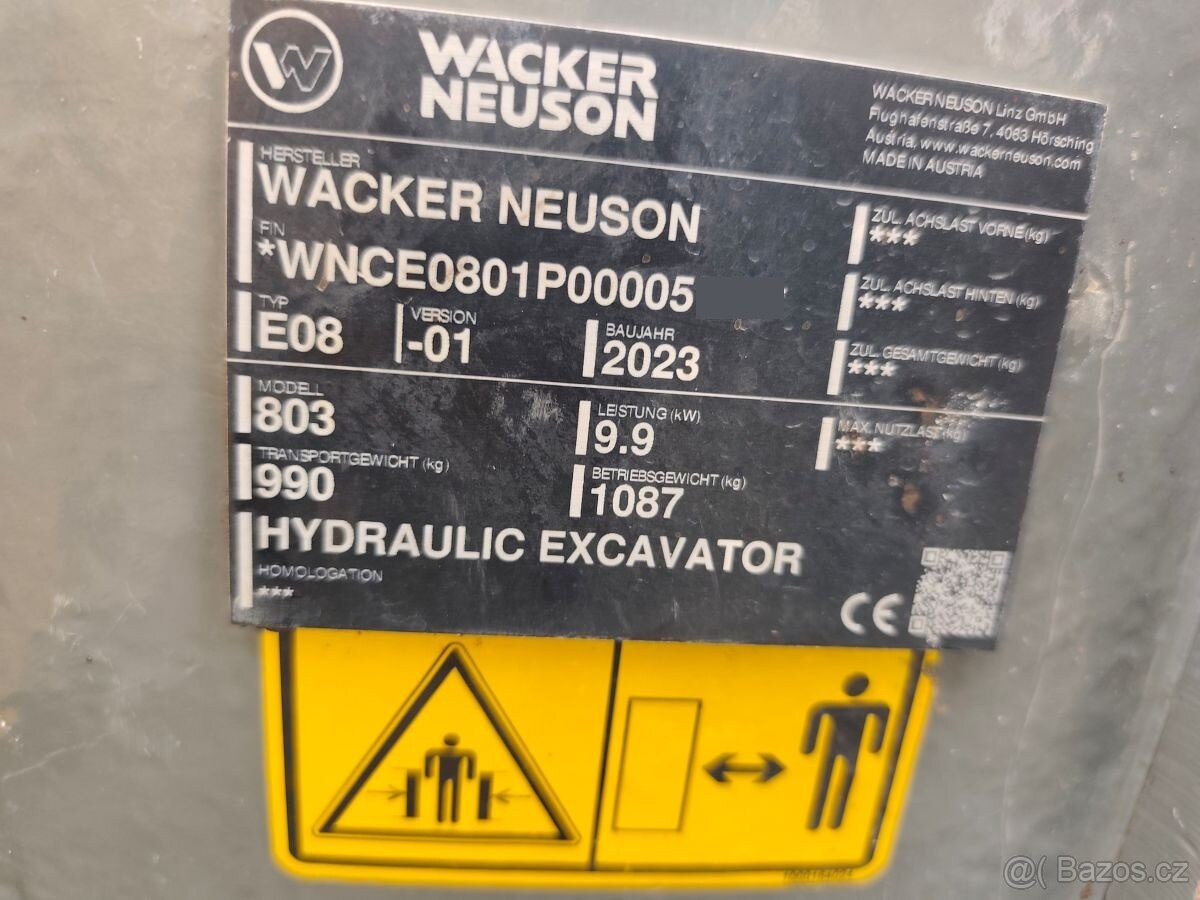 WACKER
NEUSON
WACKER NEUSON Linz GmbH
Flughafenstraße 7, 4063 Hörsching
Austria, www.wackerneuson.com
MADE IN AUSTRIA
HERSTELLER
WACKER NEUSON
FIN
*WNCE0801P00005
TYP
E08
VERSION
-01
BAUJAHR
2023
ZUL. ACHSLAST VORNE (kg)
***
ZUL. ACHSLAST HINTEN (kg)
***
ZUL. GESAMTGEWICHT (kg)
***
MODELL
803
LEISTUNG (kW)
9.9
MAX. NUTZLAST (kg)
***
TRANSPORTGEWICHT (kg)
990
BETRIEBSGEWICHT (kg)
1087
HYDRAULIC EXCAVATOR
HOMOLOGATION
***
CE
1000184024
Bazos.cz